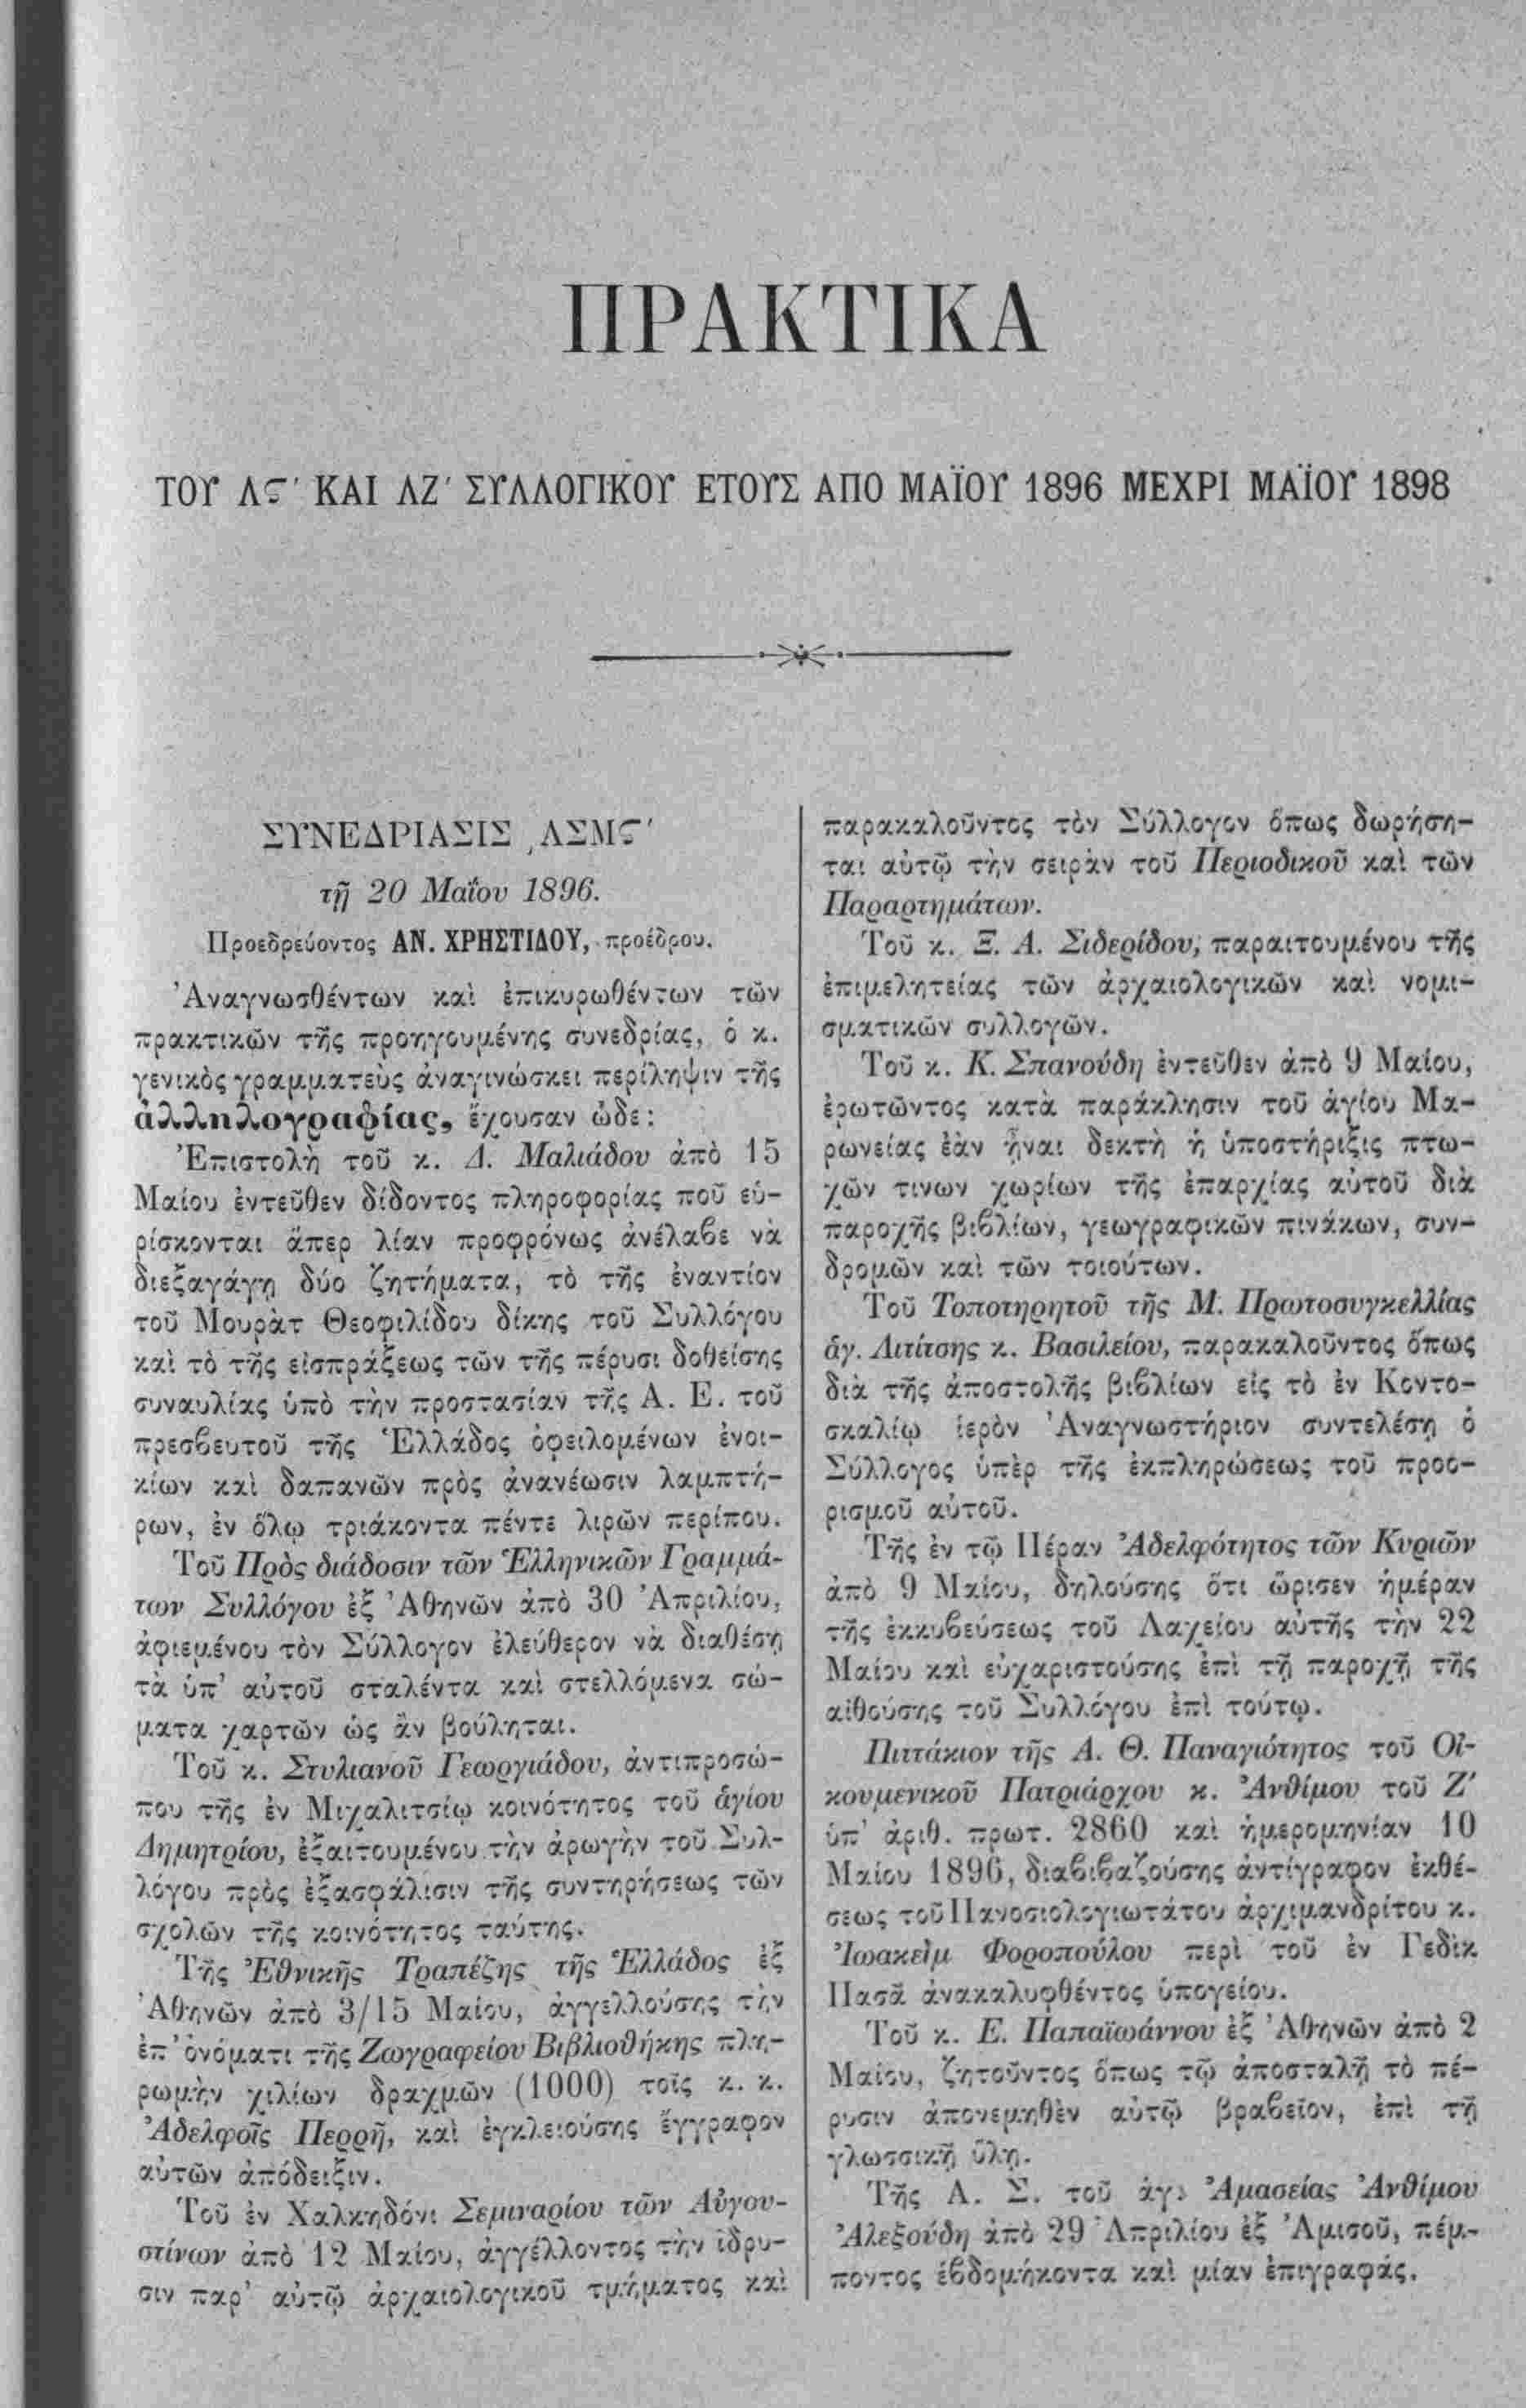 ΠΡΑΚΤΙΚΑ
ΤΟΥ ΛϚʹ ΚΑΙ ΛΖʹ ΣΥΛΛΟΓΙΚΟΥ ΕΤΟΥΣ ΑΠΟ ΜΑΪΟΥ 1896 ΜΕΧΡΙ ΜΑΪΟΥ 1898
ΣΥΝΕΔΡΙΑΣΙΣ ͵ΑΣΜϚʹ
τῇ 20 Μαΐου 1896.
Προεδρεύοντος ΑΝ. ΧΡΗΣΤΙΔΟΥ, προέδρου.
Ἀναγνωσθέντων καὶ ἐπικυρωθέντων τῶν
πρακτικῶν τῆς προηγουμένης συνεδρίας, ὁ κ.
γενικὸς γραμματεὺς ἀναγινώσκει περίληψιν τῆς
ἀλληλογραφίας, ἔχουσαν ὧδε:
Ἐπιστολὴ τοῦ κ. Δ. Μαλιάδου ἀπὸ 15
Μαΐου ἐντεῦθεν δίδοντος πληροφορίας ποῦ εὑ-
ρίσκονται ἅπερ λίαν προφρόνως ἀνέλαβε νὰ
διεξαγάγῃ δύο ζητήματα, τὸ τῆς ἐναντίον
τοῦ Μουρὰτ Θεοφιλίδου δίκης τοῦ Συλλόγου
καὶ τὸ τῆς εἰσπράξεως τῶν τῆς πέρυσι δοθείσης
συναυλίας ὑπὸ τὴν προστασίαν τῆς Α. Ε. τοῦ
πρεσβευτοῦ τῆς Ἑλλάδος ὀφειλομένων ἐνοι-
κίων καὶ δαπανῶν πρὸς ἀνανέωσιν λαμπτή-
ρων, ἐν ὅλῳ τριάκοντα πέντε λιρῶν περίπου.
Τοῦ Πρὸς διάδοσιν τῶν Ἑλληνικῶν Γραμμά-
των Συλλόγου ἐξ Ἀθηνῶν ἀπὸ 30 Ἀπριλίου,
ἀφιεμένου τὸν Σύλλογον ἐλεύθερον νὰ διαθέσῃ
τὰ ὑπ' αὐτοῦ σταλέντα καὶ στελλόμενα σώ-
ματα χαρτῶν ὡς ἂν βούληται.
Τοῦ κ. Στυλιανοῦ Γεωργιάδου, ἀντιπροσώ-
που τῆς ἐν Μιχαλιτσίῳ κοινότητος τοῦ ἁγίου
Δημητρίου, ἐξαιτουμένου τὴν ἀρωγὴν τοῦ Συλ-
λόγου πρὸς ἐξασφάλισιν τῆς συντηρήσεως τῶν
σχολῶν τῆς κοινότητος ταύτης.
Τῆς Ἐθνικῆς Τραπέζης τῆς Ἑλλάδος ἐξ
Ἀθηνῶν ἀπὸ 3/15 Μαΐου, ἀγγελλούσης τὴν
ἐπ' ὀνόματι τῆς Ζωγραφείου Βιβλιοθήκης πλη-
ρωμὴν χιλίων δραχμῶν (1000) τοῖς κ. κ.
Ἀδελφοῖς Περρῆ, καὶ ἐγκλειούσης ἔγγραφον
αὐτῶν ἀπόδειξιν.
Τοῦ ἐν Χαλκηδόνι Σεμιναρίου τῶν Αὐγου-
στίνων ἀπὸ 12 Μαΐου, ἀγγέλλοντος τὴν ἵδρυ-
σιν παρ' αὐτῷ ἀρχαιολογικοῦ τμήματος καὶ
παρακαλοῦντος τὸν Σύλλογον ὅπως δωρήση-
ται αὐτῷ τὴν σειρὰν τοῦ Περιοδικοῦ καὶ τῶν
Παραρτημάτων.
Τοῦ κ. Ξ. Α. Σιδερίδου, παραιτουμένου τῆς
ἐπιμελητείας τῶν ἀρχαιολογικῶν καὶ νομι-
σματικῶν συλλογῶν.
Τοῦ κ. Κ. Σπανούδη ἐντεῦθεν ἀπὸ 9 Μαΐου,
ἐρωτῶντος κατὰ παράκλησιν τοῦ ἁγίου Μα-
ρωνείας ἐὰν ἦναι δεκτὴ ἡ ὑποστήριξις πτω-
χῶν τινων χωρίων τῆς ἐπαρχίας αὐτοῦ διὰ
παροχῆς βιβλίων, γεωγραφικῶν πινάκων, συν-
δρομῶν καὶ τῶν τοιούτων.
Τοῦ Τοποτηρητοῦ τῆς Μ. Πρωτοσυγκελλίας
ἁγ. Λιτίτσης κ. Βασιλείου, παρακαλοῦντος ὅπως
διὰ τῆς ἀποστολῆς βιβλίων εἰς τὸ ἐν Κοντο-
σκαλίῳ ἱερὸν Ἀναγνωστήριον συντελέσῃ ὁ
Σύλλογος ὑπὲρ τῆς ἐκπληρώσεως τοῦ προο-
ρισμοῦ αὐτοῦ.
Τῆς ἐν τῷ Πέραν Ἀδελφότητος τῶν Κυριῶν
ἀπὸ 9 Μαΐου, δηλούσης ὅτι ὥρισεν ἡμέραν
τῆς ἐκκυβεύσεως τοῦ Λαχείου αὐτῆς τὴν 22
Μαΐου καὶ εὐχαριστούσης ἐπὶ τῇ παροχῇ τῆς
αἰθούσης τοῦ Συλλόγου ἐπὶ τούτῳ.
Πιττάκιον τῆς Α. Θ. Παναγιότητος τοῦ Οἰ-
κουμενικοῦ Πατριάρχου κ. Ἀνθίμου τοῦ Ζʹ
ὑπ' ἀριθ. πρωτ. 2860 καὶ ἡμερομηνίαν 10
Μαΐου 1896, διαβιβαζούσης ἀντίγραφον ἐκθέ-
σεως τοῦ Πανοσιολογιωτάτου ἀρχιμανδρίτου κ.
Ἰωακεὶμ Φοροπούλου περὶ τοῦ ἐν Γεδὶκ
Πασᾶ ἀνακαλυφθέντος ὑπογείου.
Τοῦ κ. Ε. Παπαϊωάννου ἐξ Ἀθηνῶν ἀπὸ 2
Μαΐου, ζητοῦντος ὅπως τῷ ἀποσταλῇ τὸ πέ-
ρυσιν ἀπονεμηθὲν αὐτῷ βραβεῖον, ἐπὶ τῇ
γλωσσικῇ ὕλῃ.
Τῆς Α. Σ. τοῦ ἁγ. Ἀμασείας Ἀνθίμου
Ἀλεξούδη ἀπὸ 29 Ἀπριλίου ἐξ Ἀμισοῦ, πέμ-
ποντος ἑβδομήκοντα καὶ μίαν ἐπιγραφάς.